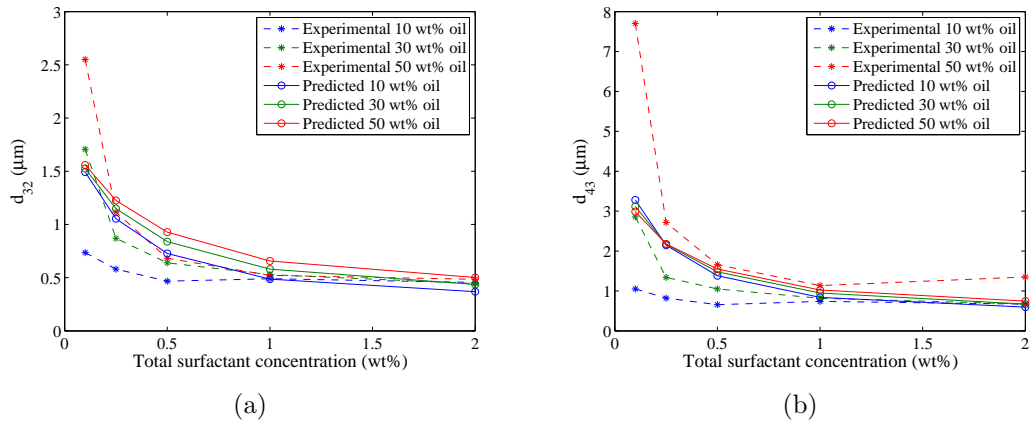 3
2.5
2
1.5
1
0.5
0
0 0.5 1 1.5 2
d32 (μm)
Total surfactant concentration (wt%)
Experimental 10 wt% oil
Experimental 30 wt% oil
Experimental 50 wt% oil
Predicted 10 wt% oil
Predicted 30 wt% oil
Predicted 50 wt% oil
(a)
8
7
6
5
4
3
2
1
0
0 0.5 1 1.5 2
d43 (μm)
Total surfactant concentration (wt%)
Experimental 10 wt% oil
Experimental 30 wt% oil
Experimental 50 wt% oil
Predicted 10 wt% oil
Predicted 30 wt% oil
Predicted 50 wt% oil
(b)